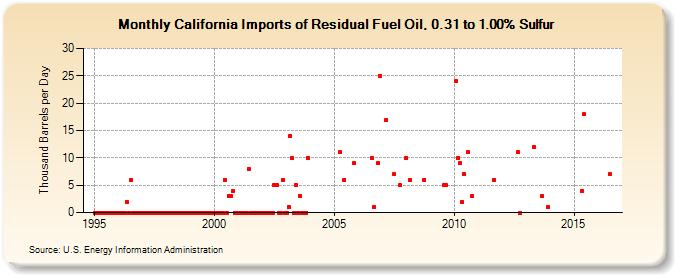 Monthly California Imports of Residual Fuel Oil, 0.31 to 1.00% Sulfur
Thousand Barrels per Day
30
25
20
15
10
5
0
1995 2000 2005 2010 2015
Source: U.S. Energy Information Administration